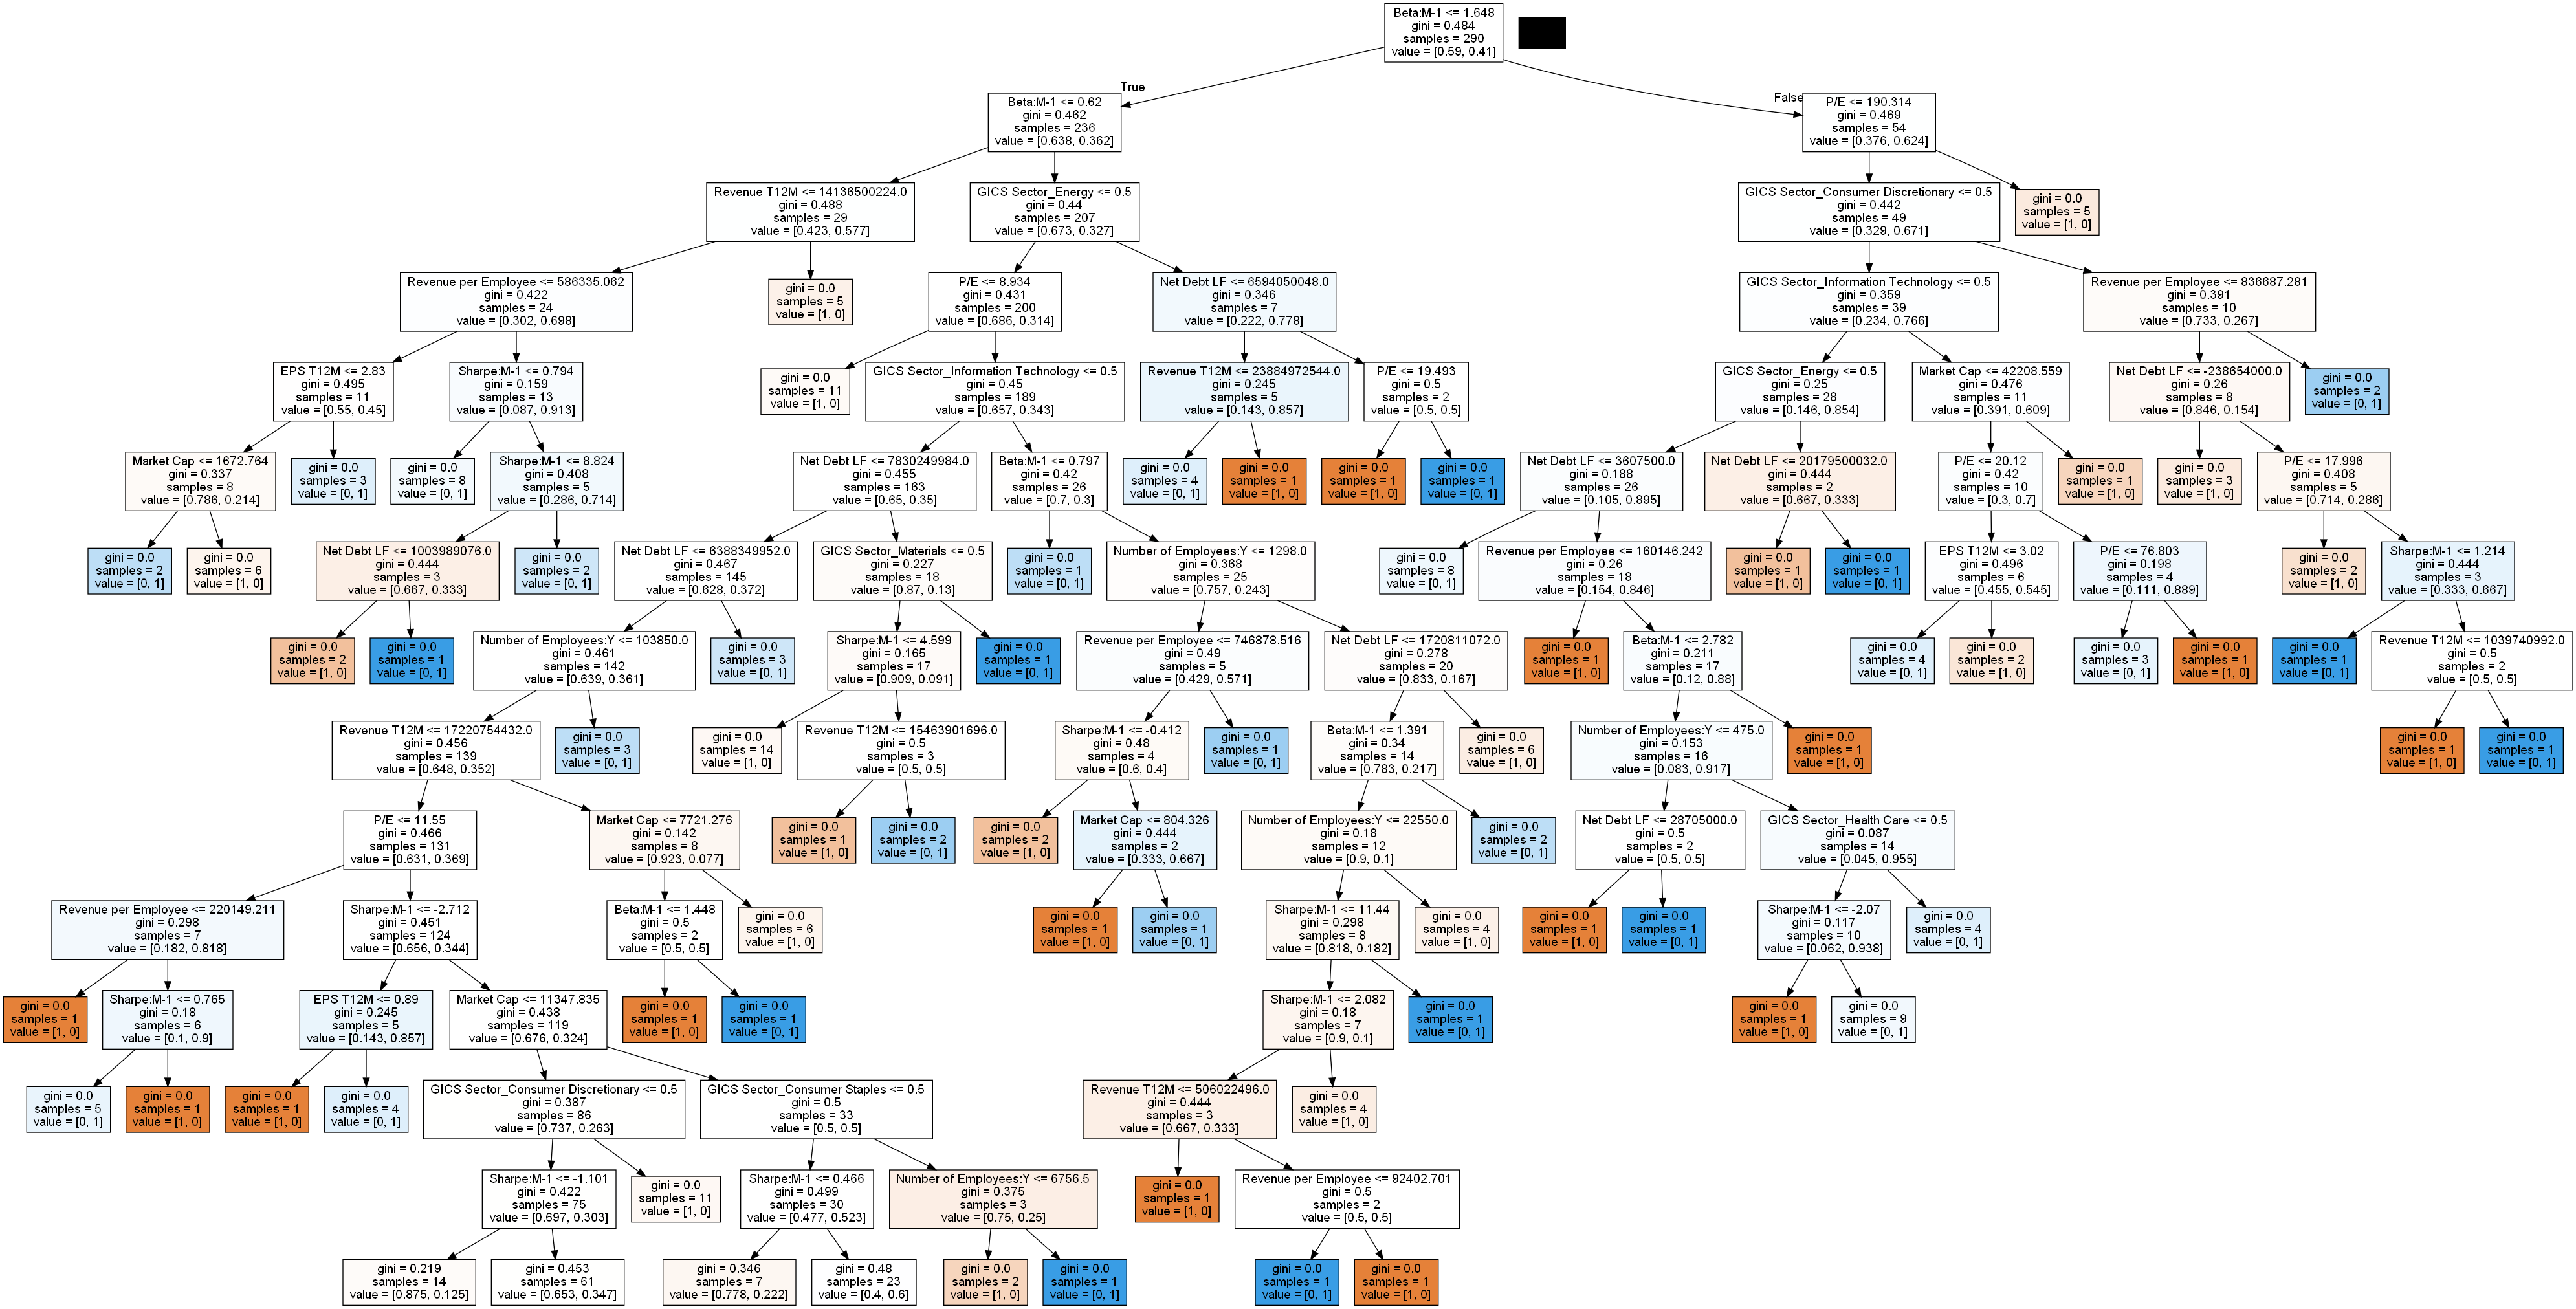 Beta:M-1 <= 1.648
gini = 0.484
samples = 290
value = [0.59, 0.41]
True
False
Beta:M-1 <= 0.62
gini = 0.462
samples = 236
value = [0.638, 0.362]
P/E <= 190.314
gini = 0.469
samples = 54
value = [0.376, 0.624]
Revenue T12M <= 14136500224.0
gini = 0.488
samples = 29
value = [0.423, 0.577]
GICS Sector_Energy <= 0.5
gini = 0.44
samples = 207
value = [0.673, 0.327]
GICS Sector_Consumer Discretionary <= 0.5
gini = 0.442
samples = 49
value = [0.329, 0.671]
gini = 0.0
samples = 5
value = [1, 0]
Revenue per Employee <= 586335.062
gini = 0.422
samples = 24
value = [0.302, 0.698]
gini = 0.0
samples = 5
value = [1, 0]
P/E <= 8.934
gini = 0.431
samples = 200
value = [0.686, 0.314]
Net Debt LF <= 6594050048.0
gini = 0.346
samples = 7
value = [0.222, 0.778]
GICS Sector_Information Technology <= 0.5
gini = 0.359
samples = 39
value = [0.234, 0.766]
Revenue per Employee <= 836687.281
gini = 0.391
samples = 10
value = [0.733, 0.267]
EPS T12M <= 2.83
gini = 0.495
samples = 11
value = [0.55, 0.45]
Sharpe:M-1 <= 0.794
gini = 0.159
samples = 13
value = [0.087, 0.913]
gini = 0.0
samples = 11
value = [1, 0]
GICS Sector_Information Technology <= 0.5
gini = 0.45
samples = 189
value = [0.657, 0.343]
Revenue T12M <= 23884972544.0
gini = 0.245
samples = 5
value = [0.143, 0.857]
P/E <= 19.493
gini = 0.5
samples = 2
value = [0.5, 0.5]
GICS Sector_Energy <= 0.5
gini = 0.25
samples = 28
value = [0.146, 0.854]
Market Cap <= 42208.559
gini = 0.476
samples = 11
value = [0.391, 0.609]
Net Debt LF <= -238654000.0
gini = 0.26
samples = 8
value = [0.846, 0.154]
gini = 0.0
samples = 2
value = [0, 1]
Market Cap <= 1672.764
gini = 0.337
samples = 8
value = [0.786, 0.214]
gini = 0.0
samples = 3
value = [0, 1]
gini = 0.0
samples = 8
value = [0, 1]
Sharpe:M-1 <= 8.824
gini = 0.408
samples = 5
value = [0.286, 0.714]
Net Debt LF <= 7830249984.0
gini = 0.455
samples = 163
value = [0.65, 0.35]
Beta:M-1 <= 0.797
gini = 0.42
samples = 26
value = [0.7, 0.3]
gini = 0.0
samples = 4
value = [0, 1]
gini = 0.0
samples = 1
value = [1, 0]
gini = 0.0
samples = 1
value = [1, 0]
gini = 0.0
samples = 1
value = [0, 1]
Net Debt LF <= 3607500.0
gini = 0.188
samples = 26
value = [0.105, 0.895]
Net Debt LF <= 20179500032.0
gini = 0.444
samples = 2
value = [0.667, 0.333]
P/E <= 20.12
gini = 0.42
samples = 10
value = [0.3, 0.7]
gini = 0.0
samples = 1
value = [1, 0]
gini = 0.0
samples = 3
value = [1, 0]
P/E <= 17.996
gini = 0.408
samples = 5
value = [0.714, 0.286]
gini = 0.0
samples = 2
value = [0, 1]
gini = 0.0
samples = 6
value = [1, 0]
Net Debt LF <= 1003989076.0
gini = 0.444
samples = 3
value = [0.667, 0.333]
gini = 0.0
samples = 2
value = [0, 1]
Net Debt LF <= 6388349952.0
gini = 0.467
samples = 145
value = [0.628, 0.372]
GICS Sector_Materials <= 0.5
gini = 0.227
samples = 18
value = [0.87, 0.13]
gini = 0.0
samples = 1
value = [0, 1]
Number of Employees:Y <= 1298.0
gini = 0.368
samples = 25
value = [0.757, 0.243]
gini = 0.0
samples = 8
value = [0, 1]
Revenue per Employee <= 160146.242
gini = 0.26
samples = 18
value = [0.154, 0.846]
gini = 0.0
samples = 1
value = [1, 0]
gini = 0.0
samples = 1
value = [0, 1]
EPS T12M <= 3.02
gini = 0.496
samples = 6
value = [0.455, 0.545]
P/E <= 76.803
gini = 0.198
samples = 4
value = [0.111, 0.889]
gini = 0.0
samples = 2
value = [1, 0]
Sharpe:M-1 <= 1.214
gini = 0.444
samples = 3
value = [0.333, 0.667]
gini = 0.0
samples = 2
value = [1, 0]
gini = 0.0
samples = 1
value = [0, 1]
Number of Employees:Y <= 103850.0
gini = 0.461
samples = 142
value = [0.639, 0.361]
gini = 0.0
samples = 3
value = [0, 1]
Sharpe:M-1 <= 4.599
gini = 0.165
samples = 17
value = [0.909, 0.091]
gini = 0.0
samples = 1
value = [0, 1]
Revenue per Employee <= 746878.516
gini = 0.49
samples = 5
value = [0.429, 0.571]
Net Debt LF <= 1720811072.0
gini = 0.278
samples = 20
value = [0.833, 0.167]
gini = 0.0
samples = 1
value = [1, 0]
Beta:M-1 <= 2.782
gini = 0.211
samples = 17
value = [0.12, 0.88]
gini = 0.0
samples = 4
value = [0, 1]
gini = 0.0
samples = 2
value = [1, 0]
gini = 0.0
samples = 3
value = [0, 1]
gini = 0.0
samples = 1
value = [1, 0]
gini = 0.0
samples = 1
value = [0, 1]
Revenue T12M <= 1039740992.0
gini = 0.5
samples = 2
value = [0.5, 0.5]
Revenue T12M <= 17220754432.0
gini = 0.456
samples = 139
value = [0.648, 0.352]
gini = 0.0
samples = 3
value = [0, 1]
gini = 0.0
samples = 14
value = [1, 0]
Revenue T12M <= 15463901696.0
gini = 0.5
samples = 3
value = [0.5, 0.5]
Sharpe:M-1 <= -0.412
gini = 0.48
samples = 4
value = [0.6, 0.4]
gini = 0.0
samples = 1
value = [0, 1]
Beta:M-1 <= 1.391
gini = 0.34
samples = 14
value = [0.783, 0.217]
gini = 0.0
samples = 6
value = [1, 0]
Number of Employees:Y <= 475.0
gini = 0.153
samples = 16
value = [0.083, 0.917]
gini = 0.0
samples = 1
value = [1, 0]
gini = 0.0
samples = 1
value = [1, 0]
gini = 0.0
samples = 1
value = [0, 1]
P/E <= 11.55
gini = 0.466
samples = 131
value = [0.631, 0.369]
Market Cap <= 7721.276
gini = 0.142
samples = 8
value = [0.923, 0.077]
gini = 0.0
samples = 1
value = [1, 0]
gini = 0.0
samples = 2
value = [0, 1]
gini = 0.0
samples = 2
value = [1, 0]
Market Cap <= 804.326
gini = 0.444
samples = 2
value = [0.333, 0.667]
Number of Employees:Y <= 22550.0
gini = 0.18
samples = 12
value = [0.9, 0.1]
gini = 0.0
samples = 2
value = [0, 1]
Net Debt LF <= 28705000.0
gini = 0.5
samples = 2
value = [0.5, 0.5]
GICS Sector_Health Care <= 0.5
gini = 0.087
samples = 14
value = [0.045, 0.955]
Revenue per Employee <= 220149.211
gini = 0.298
samples = 7
value = [0.182, 0.818]
Sharpe:M-1 <= -2.712
gini = 0.451
samples = 124
value = [0.656, 0.344]
Beta:M-1 <= 1.448
gini = 0.5
samples = 2
value = [0.5, 0.5]
gini = 0.0
samples = 6
value = [1, 0]
gini = 0.0
samples = 1
value = [1, 0]
gini = 0.0
samples = 1
value = [0, 1]
Sharpe:M-1 <= 11.44
gini = 0.298
samples = 8
value = [0.818, 0.182]
gini = 0.0
samples = 4
value = [1, 0]
gini = 0.0
samples = 1
value = [1, 0]
gini = 0.0
samples = 1
value = [0, 1]
Sharpe:M-1 <= -2.07
gini = 0.117
samples = 10
value = [0.062, 0.938]
gini = 0.0
samples = 4
value = [0, 1]
gini = 0.0
samples = 1
value = [1, 0]
Sharpe:M-1 <= 0.765
gini = 0.18
samples = 6
value = [0.1, 0.9]
EPS T12M <= 0.89
gini = 0.245
samples = 5
value = [0.143, 0.857]
Market Cap <= 11347.835
gini = 0.438
samples = 119
value = [0.676, 0.324]
gini = 0.0
samples = 1
value = [1, 0]
gini = 0.0
samples = 1
value = [0, 1]
Sharpe:M-1 <= 2.082
gini = 0.18
samples = 7
value = [0.9, 0.1]
gini = 0.0
samples = 1
value = [0, 1]
gini = 0.0
samples = 1
value = [1, 0]
gini = 0.0
samples = 9
value = [0, 1]
gini = 0.0
samples = 5
value = [0, 1]
gini = 0.0
samples = 1
value = [1, 0]
gini = 0.0
samples = 1
value = [1, 0]
gini = 0.0
samples = 4
value = [0, 1]
GICS Sector_Consumer Discretionary <= 0.5
gini = 0.387
samples = 86
value = [0.737, 0.263]
GICS Sector_Consumer Staples <= 0.5
gini = 0.5
samples = 33
value = [0.5, 0.5]
Revenue T12M <= 506022496.0
gini = 0.444
samples = 3
value = [0.667, 0.333]
gini = 0.0
samples = 4
value = [1, 0]
Sharpe:M-1 <= -1.101
gini = 0.422
samples = 75
value = [0.697, 0.303]
gini = 0.0
samples = 11
value = [1, 0]
Sharpe:M-1 <= 0.466
gini = 0.499
samples = 30
value = [0.477, 0.523]
Number of Employees:Y <= 6756.5
gini = 0.375
samples = 3
value = [0.75, 0.25]
gini = 0.0
samples = 1
value = [1, 0]
Revenue per Employee <= 92402.701
gini = 0.5
samples = 2
value = [0.5, 0.5]
gini = 0.219
samples = 14
value = [0.875, 0.125]
gini = 0.453
samples = 61
value = [0.653, 0.347]
gini = 0.346
samples = 7
value = [0.778, 0.222]
gini = 0.48
samples = 23
value = [0.4, 0.6]
gini = 0.0
samples = 2
value = [1, 0]
gini = 0.0
samples = 1
value = [0, 1]
gini = 0.0
samples = 1
value = [0, 1]
gini = 0.0
samples = 1
value = [1, 0]